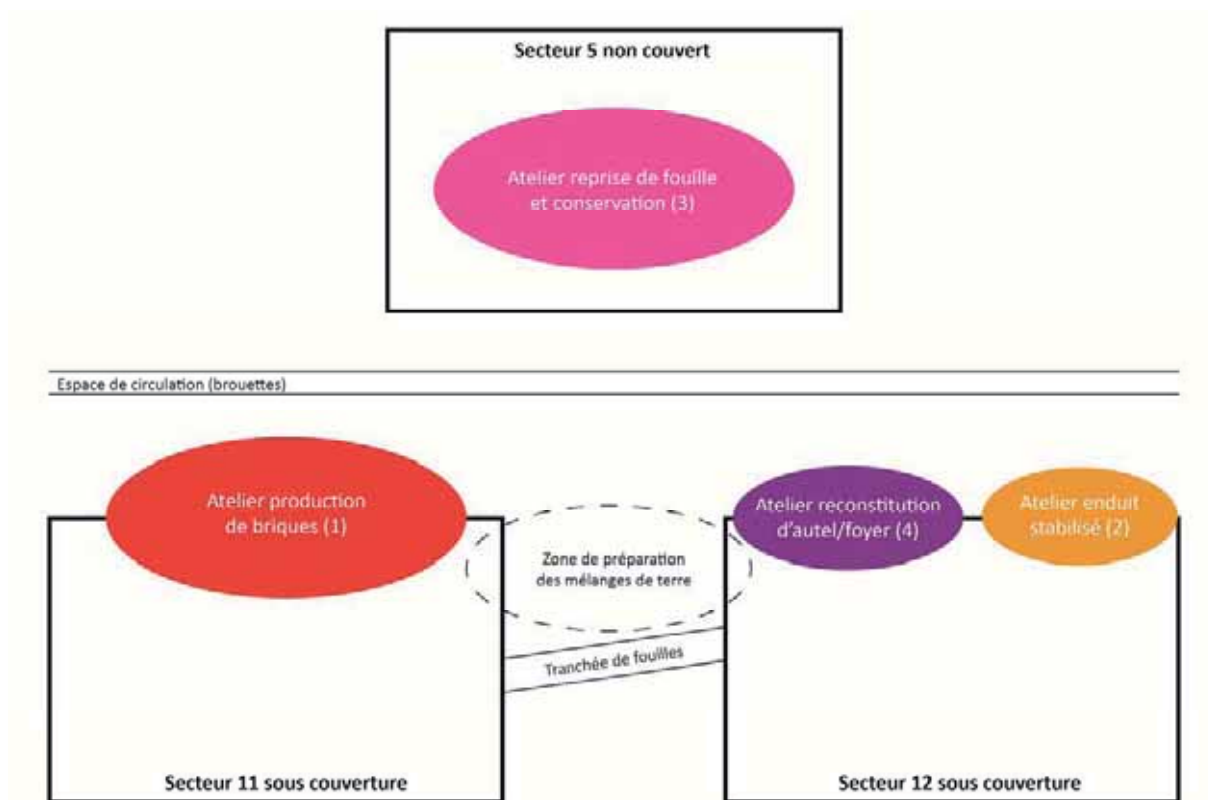 Secteur 5 non couvert
Atelier reprise de fouille
et conservation (3)
Espace de circulation (brouettes)
Atelier production
de briques (1)
Zone de préparation
des mélanges de terre
Atelier reconstitution
d'autel/foyer (4)
Atelier enduit
stabilisé (2)
Tranchée de fouilles
Secteur 11 sous couverture
Secteur 12 sous couverture